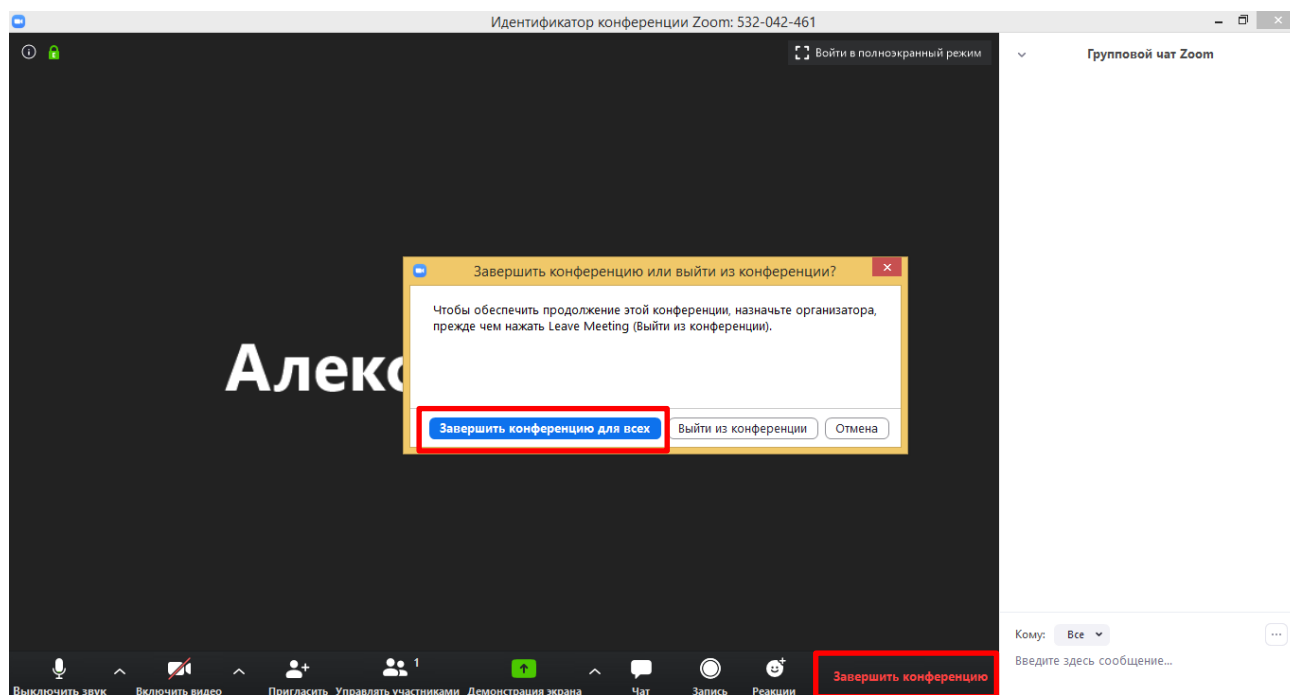 Идентификатор конференции Zoom: 532-042-461
Войти в полноэкранный режим
Групповой чат Zoom
Алекс
Завершить конференцию или выйти из конференции?
Чтобы обеспечить продолжение этой конференции, назначьте организатора,
прежде чем нажать Leave Meeting (Выйти из конференции).
Завершить конференцию для всех
Выйти из конференции
Отмена
Кому: Все
Введите здесь сообщение...
1
Выключить звук
Включить видео
Пригласить
Управлять участниками
Демонстрация экрана
Чат
Запись
Реакции
Завершить конференцию